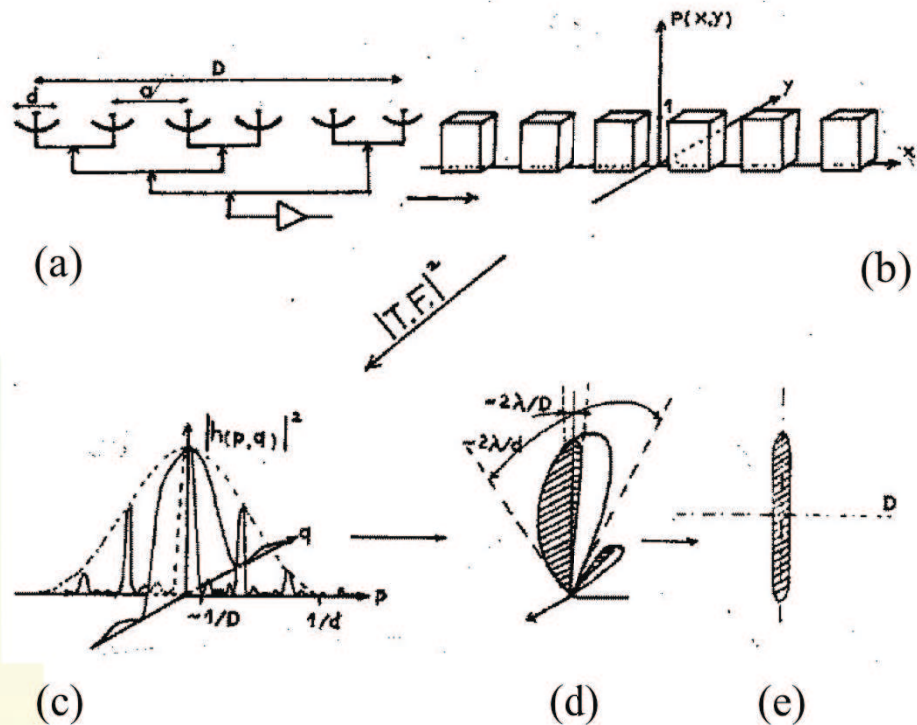 D
d
a
(a)
P(x,y)
1
y
x
(b)
|T.F.|²
|h(p,q)|²
q
p
~1/D
1/d
(c)
~2λ/D
~2λ/d
(d)
D
(e)